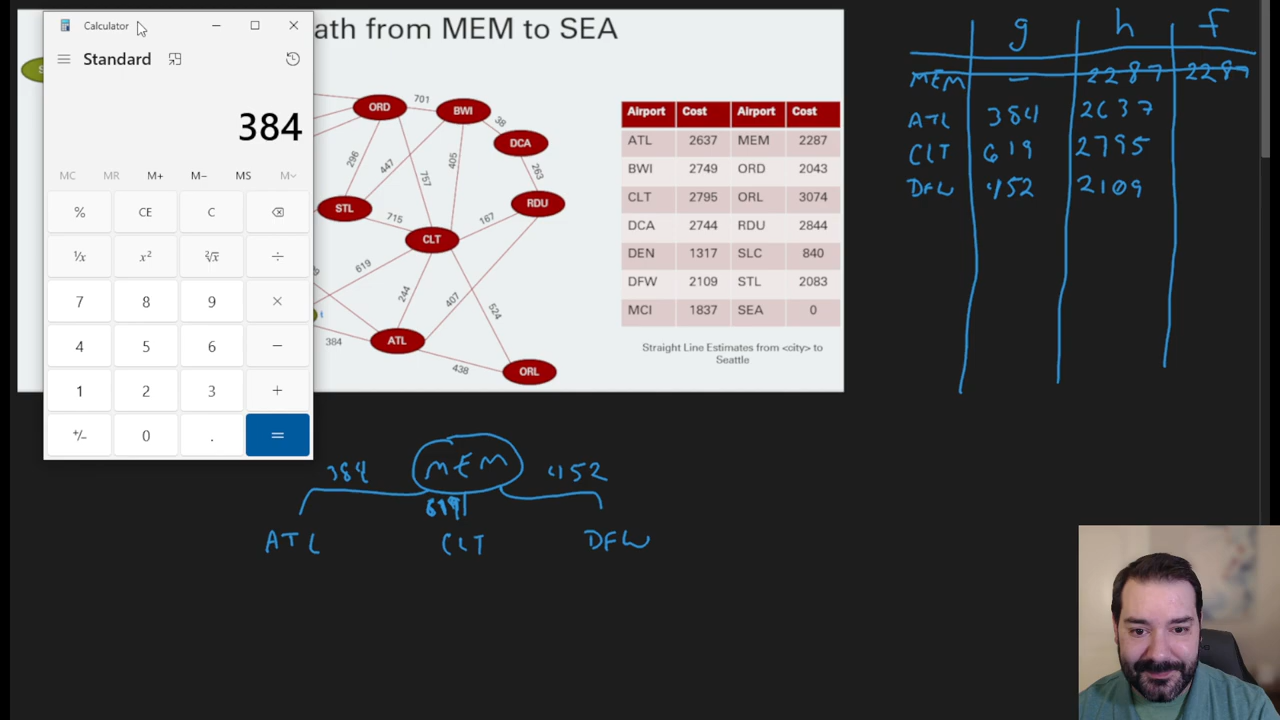 Calculator
Standard
384
MC MR M+ M− MS M˅
% CE C
¹/x x² ²√x ÷
7 8 9 ×
4 5 6 −
1 2 3 +
+/− 0 . =
ath from MEM to SEA
ORD
701
BWI
38
DCA
296
447
757
405
263
STL
715
CLT
167
RDU
619
244
407
524
384
ATL
438
ORL
Airport Cost Airport Cost
ATL 2637 MEM 2287
BWI 2749 ORD 2043
CLT 2795 ORL 3074
DCA 2744 RDU 2844
DEN 1317 SLC 840
DFW 2109 STL 2083
MCI 1837 SEA 0
Straight Line Estimates from <city> to
Seattle
g h f
MEM — 2287 2287
ATL 384 2637
CLT 619 2795
DFW 452 2109
384 MEM 452
619
ATL CLT DFW